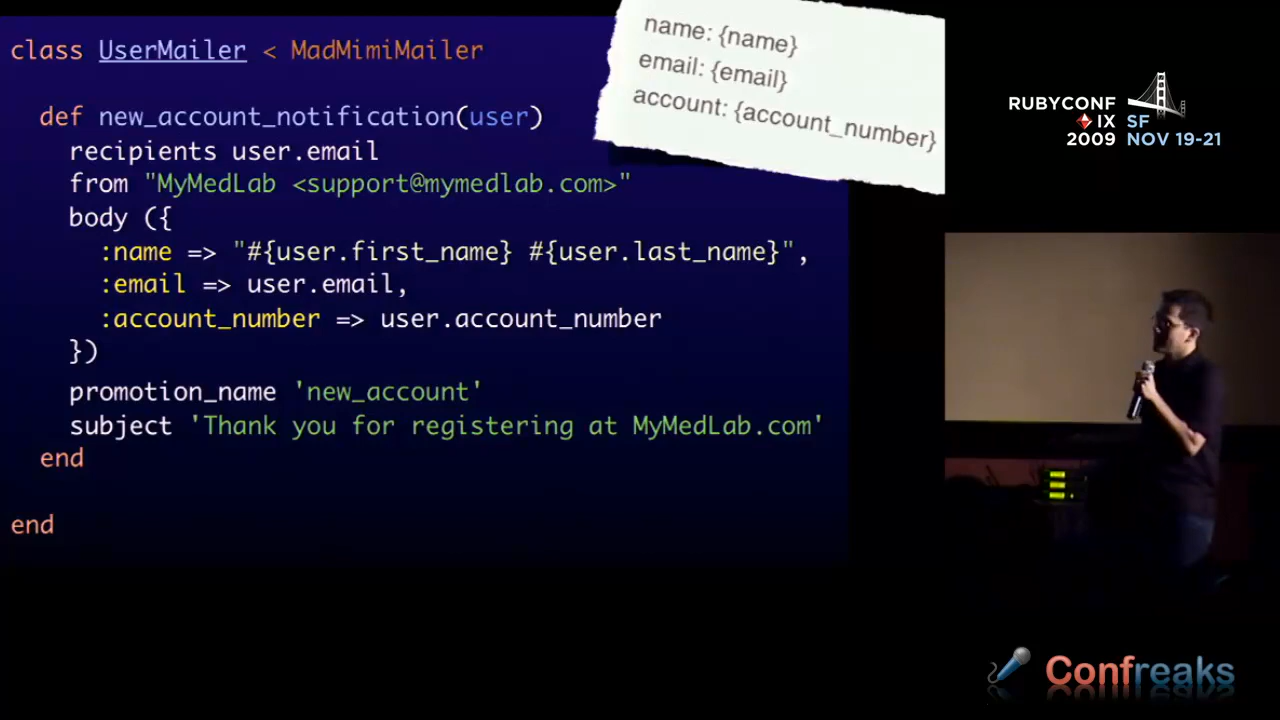 class UserMailer < MadMimiMailer
def new_account_notification(user)
recipients user.email
from "MyMedLab <support@mymedlab.com>"
body ({
:name => "#{user.first_name} #{user.last_name}",
:email => user.email,
:account_number => user.account_number
})
promotion_name 'new_account'
subject 'Thank you for registering at MyMedLab.com'
end
end
name: {name}
email: {email}
account: {account_number}
RUBYCONF
IX
2009
SF
NOV 19-21
Confreaks